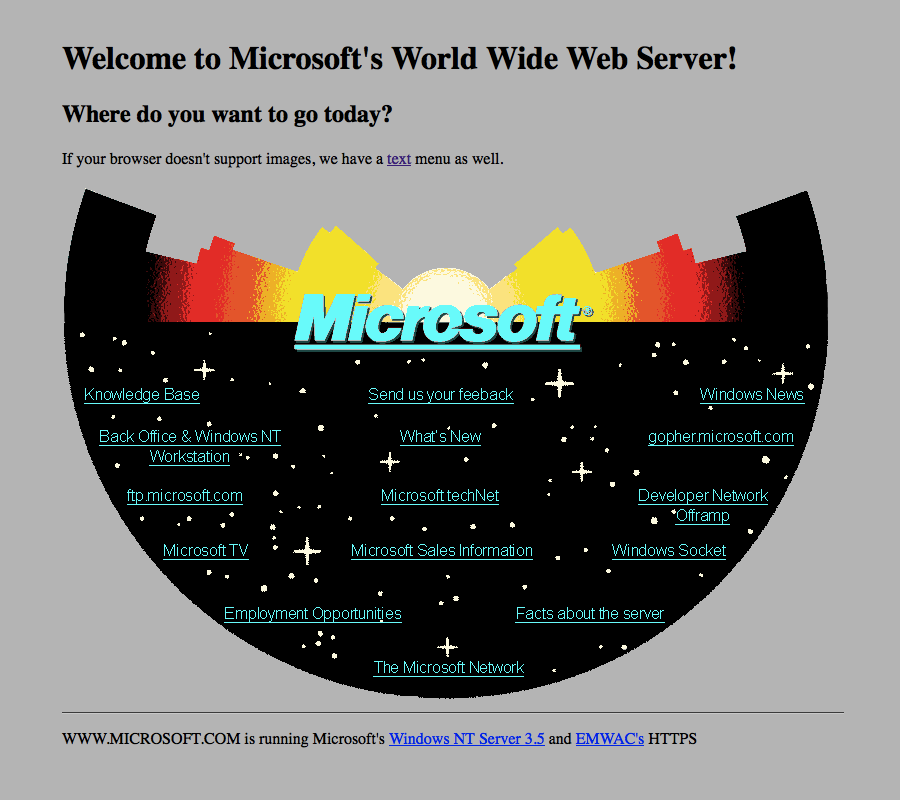 Welcome to Microsoft's World Wide Web Server!
Where do you want to go today?
If your browser doesn't support images, we have a text menu as well.
Microsoft®
Knowledge Base
Send us your feeback
Windows News
Back Office & Windows NT
Workstation
What's New
gopher.microsoft.com
ftp.microsoft.com
Microsoft techNet
Developer Network
Offramp
Microsoft TV
Microsoft Sales Information
Windows Socket
Employment Opportunities
Facts about the server
The Microsoft Network
WWW.MICROSOFT.COM is running Microsoft's Windows NT Server 3.5 and EMWAC's HTTPS